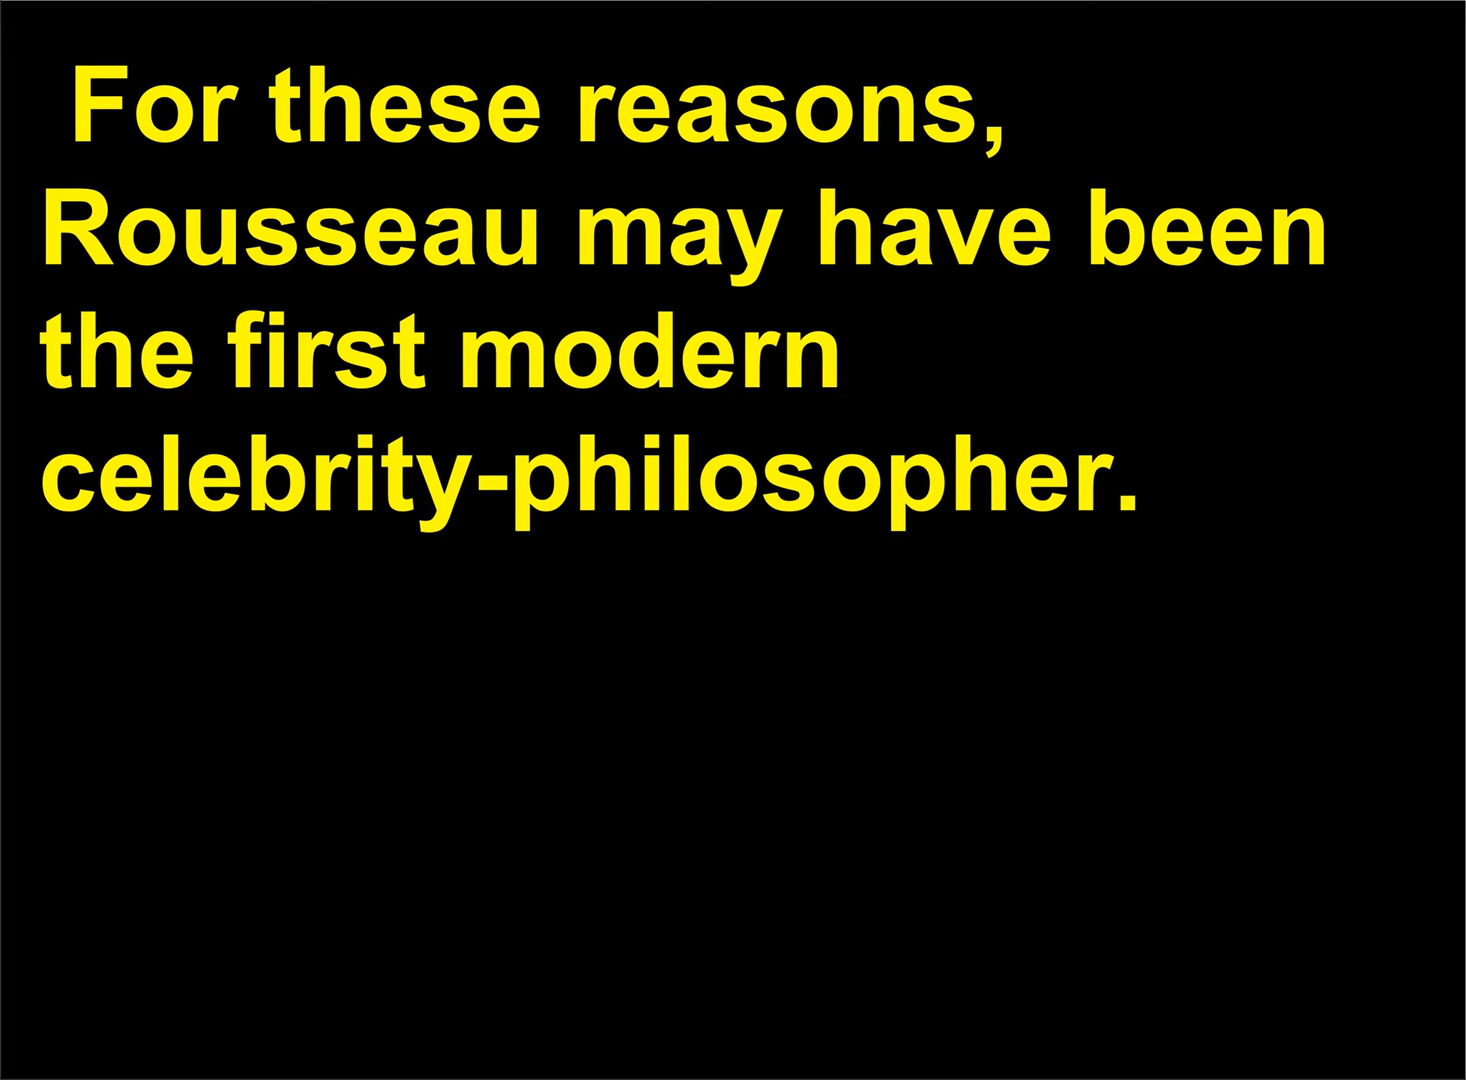 For these reasons,
Rousseau may have been
the first modern
celebrity-philosopher.